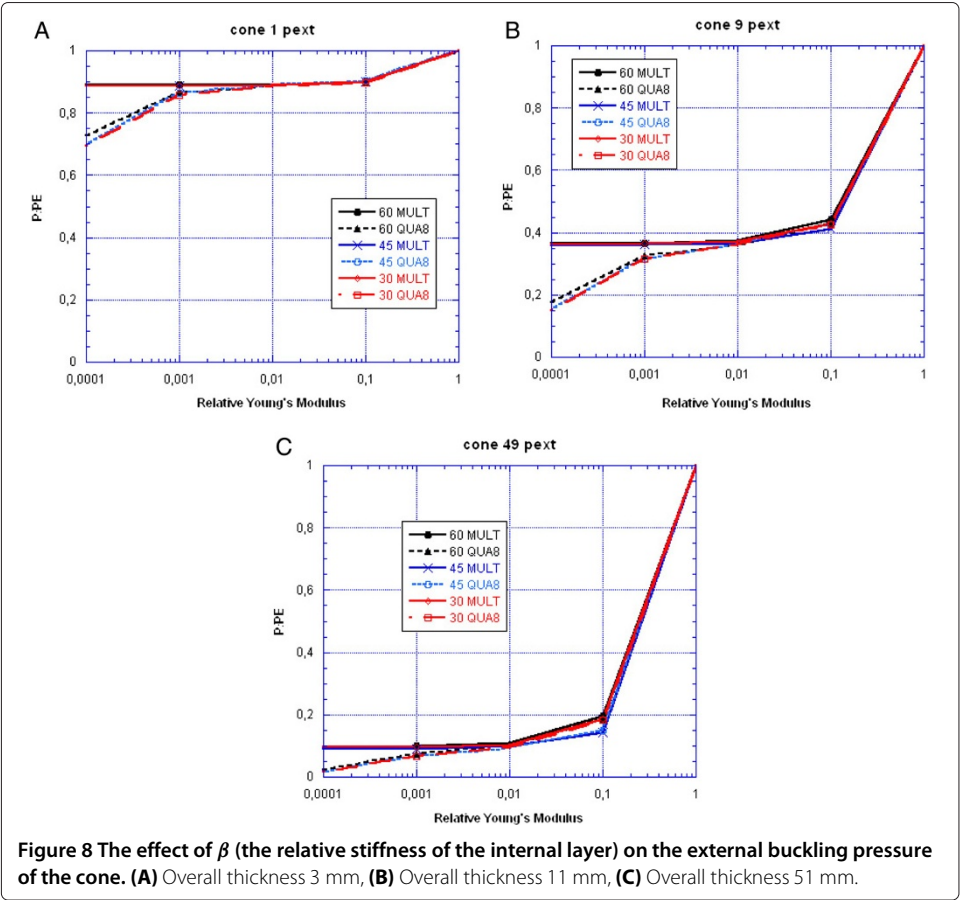 A
cone 1 pext
1
0,8
0,6
0,4
0,2
0
P:PE
60 MULT
60 QUA8
45 MULT
45 QUA8
30 MULT
30 QUA8
0,0001 0,001 0,01 0,1 1
Relative Young's Modulus
B
cone 9 pext
1
0,8
0,6
0,4
0,2
0
P:PE
60 MULT
60 QUA8
45 MULT
45 QUA8
30 MULT
30 QUA8
0,0001 0,001 0,01 0,1 1
Relative Young's Modulus
C
cone 49 pext
1
0,8
0,6
0,4
0,2
0
P:PE
60 MULT
60 QUA8
45 MULT
45 QUA8
30 MULT
30 QUA8
0,0001 0,001 0,01 0,1 1
Relative Young's Modulus
Figure 8 The effect of β (the relative stiffness of the internal layer) on the external buckling pressure
of the cone. (A) Overall thickness 3 mm, (B) Overall thickness 11 mm, (C) Overall thickness 51 mm.